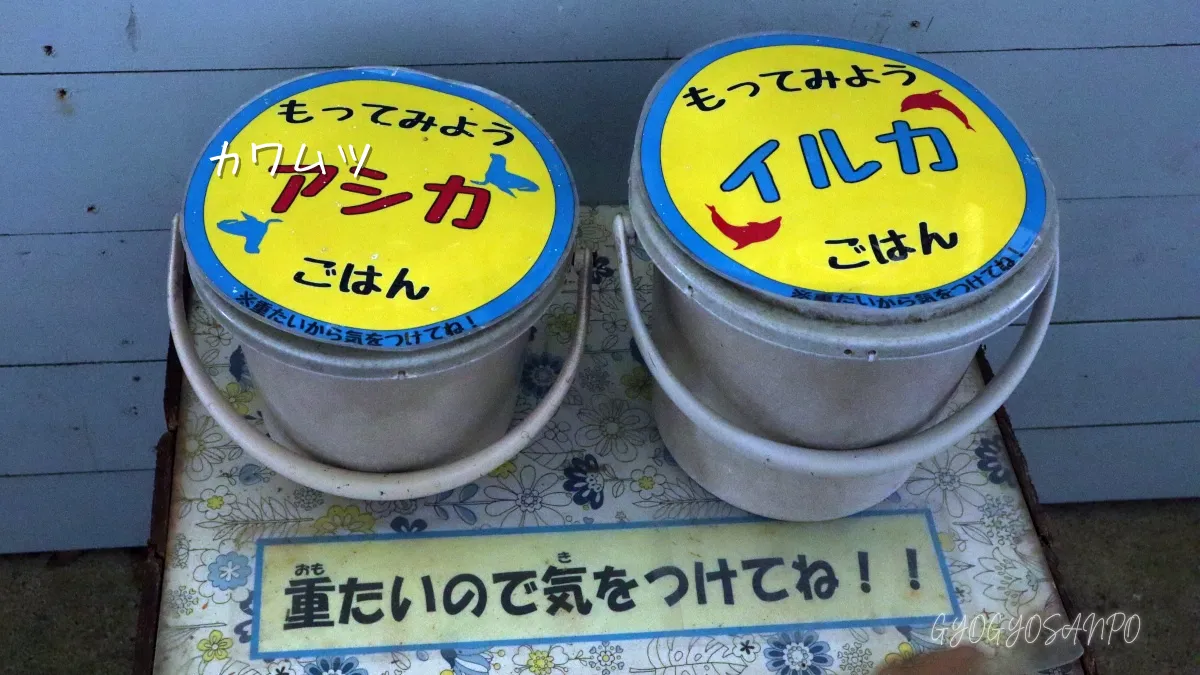 もってみよう
カワムツ
アシカ
ごはん
※重たいから気をつけてね!
もってみよう
イルカ
ごはん
※重たいから気をつけてね!
おも き
重たいので気をつけてね!!
GYOGYOSANPO